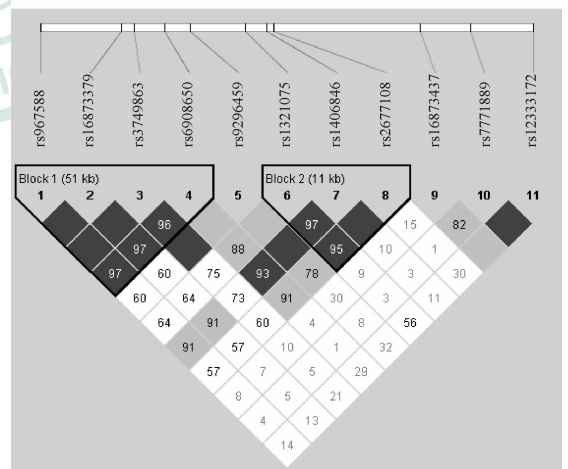 rs967588
rs16873379
rs3749863
rs6908650
rs9296459
rs1321075
rs1406846
rs2677108
rs16873437
rs7771889
rs12333172
Block 1 (51 kb) Block 2 (11 kb)
1 2 3 4 5 6 7 8 9 10 11
96 97 15 82
97 88 95 10 1
97 60 75 93 78 9 3 30
60 64 73 91 30 3 11
64 91 60 4 8 56
91 57 10 1 32
57 7 5 29
8 5 21
4 13
14